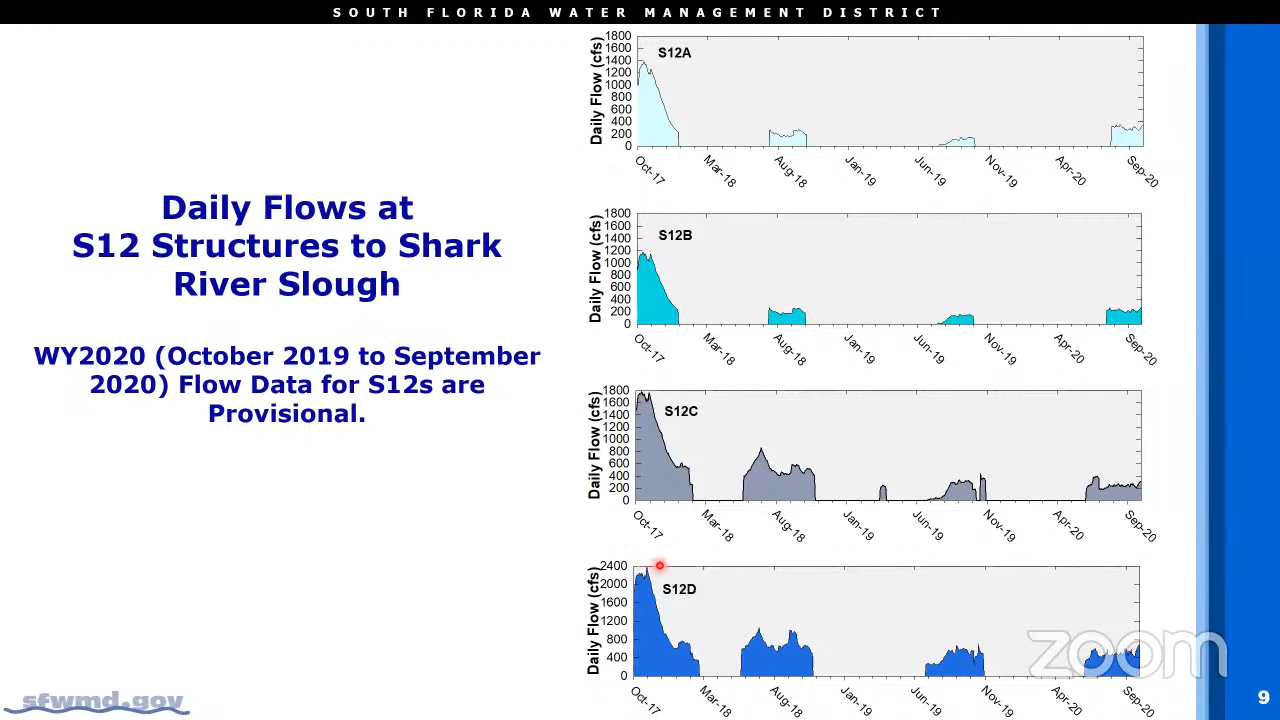 SOUTH FLORIDA WATER MANAGEMENT DISTRICT
Daily Flows at
S12 Structures to Shark
River Slough
WY2020 (October 2019 to September
2020) Flow Data for S12s are
Provisional.
S12A
Daily Flow (cfs)
1800
1600
1400
1200
1000
800
600
400
200
0
Oct-17 Mar-18 Aug-18 Jan-19 Jun-19 Nov-19 Apr-20 Sep-20
S12B
Daily Flow (cfs)
1800
1600
1400
1200
1000
800
600
400
200
0
Oct-17 Mar-18 Aug-18 Jan-19 Jun-19 Nov-19 Apr-20 Sep-20
S12C
Daily Flow (cfs)
1800
1600
1400
1200
1000
800
600
400
200
0
Oct-17 Mar-18 Aug-18 Jan-19 Jun-19 Nov-19 Apr-20 Sep-20
S12D
Daily Flow (cfs)
2400
2000
1600
1200
800
400
0
Oct-17 Mar-18 Aug-18 Jan-19 Jun-19 Nov-19 Apr-20 Sep-20
zoom
sfwmd.gov
9